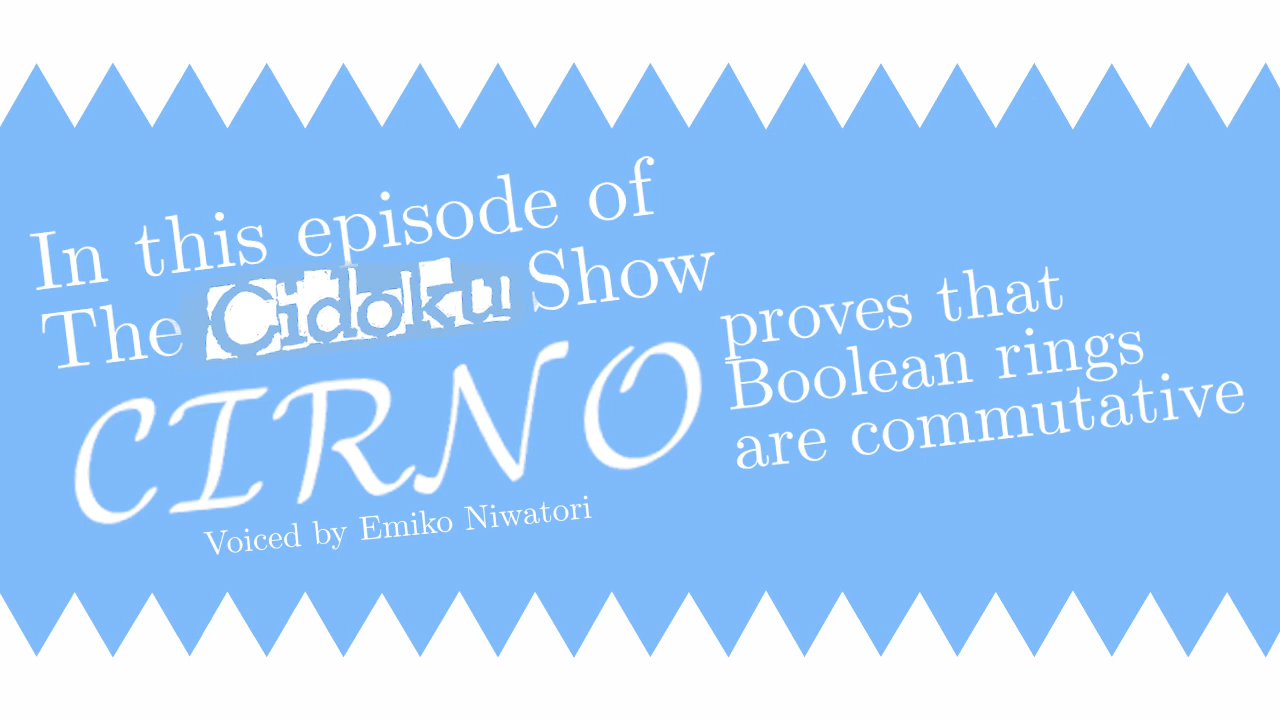 In this episode of
The Cidoku Show
CIRNO
Voiced by Emiko Niwatori
proves that
Boolean rings
are commutative